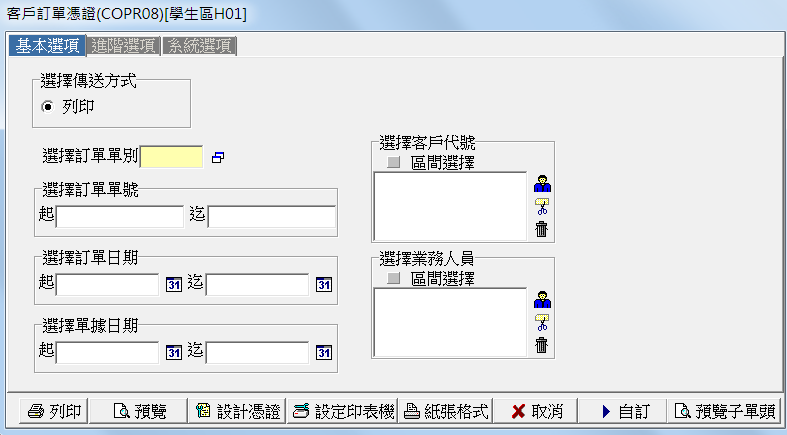 客戶訂單憑證(COPR08)[學生區H01]
基本選項 進階選項 系統選項
選擇傳送方式
列印
選擇訂單單別
選擇訂單單號
起 迄
選擇訂單日期
起 31 迄 31
選擇單據日期
起 31 迄 31
選擇客戶代號
區間選擇
選擇業務人員
區間選擇
列印 預覽 設計憑證 設定印表機 紙張格式 取消 自訂 預覽子單頭